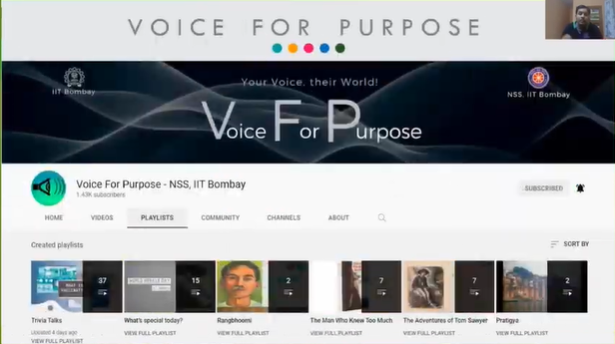 VOICE FOR PURPOSE
Your Voice, their World!
IIT Bombay
NSS, IIT Bombay
Voice For Purpose
Voice For Purpose - NSS, IIT Bombay
1.43K subscribers
SUBSCRIBED
HOME VIDEOS PLAYLISTS COMMUNITY CHANNELS ABOUT
Created playlists
SORT BY
37 15 2 7 7 2
Trivia Talks What's special today? Rangbhoomi The Man Who Knew Too Much The Adventures of Tom Sawyer Pratigya
Updated 4 days ago VIEW FULL PLAYLIST VIEW FULL PLAYLIST VIEW FULL PLAYLIST VIEW FULL PLAYLIST VIEW FULL PLAYLIST
VIEW FULL PLAYLIST